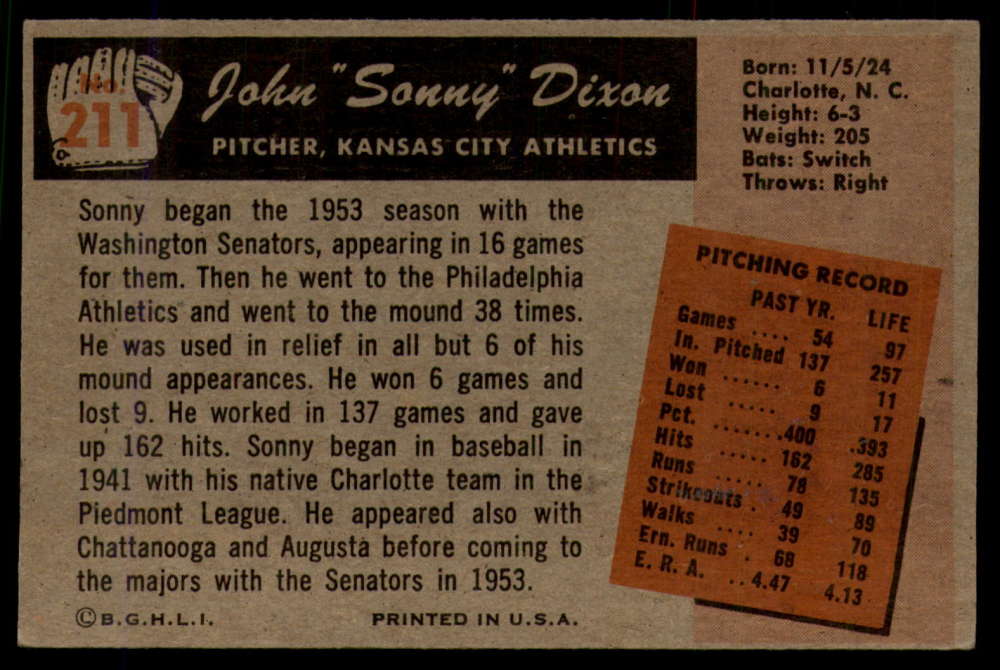 No.
211
John "Sonny" Dixon
PITCHER, KANSAS CITY ATHLETICS
Born: 11/5/24
Charlotte, N. C.
Height: 6-3
Weight: 205
Bats: Switch
Throws: Right
Sonny began the 1953 season with the
Washington Senators, appearing in 16 games
for them. Then he went to the Philadelphia
Athletics and went to the mound 38 times.
He was used in relief in all but 6 of his
mound appearances. He won 6 games and
lost 9. He worked in 137 games and gave
up 162 hits. Sonny began in baseball in
1941 with his native Charlotte team in the
Piedmont League. He appeared also with
Chattanooga and Augusta before coming to
the majors with the Senators in 1953.
PITCHING RECORD
PAST YR. LIFE
Games .... 54 97
In. Pitched 137 257
Won ...... 6 11
Lost ..... 9 17
Pct. .......400 .393
Hits ..... 162 285
Runs ..... 78 135
Strikeouts . 49 89
Walks .... 39 70
Ern. Runs . 68 118
E. R. A. ..4.47 4.13
©B.G.H.L.I. PRINTED IN U.S.A.